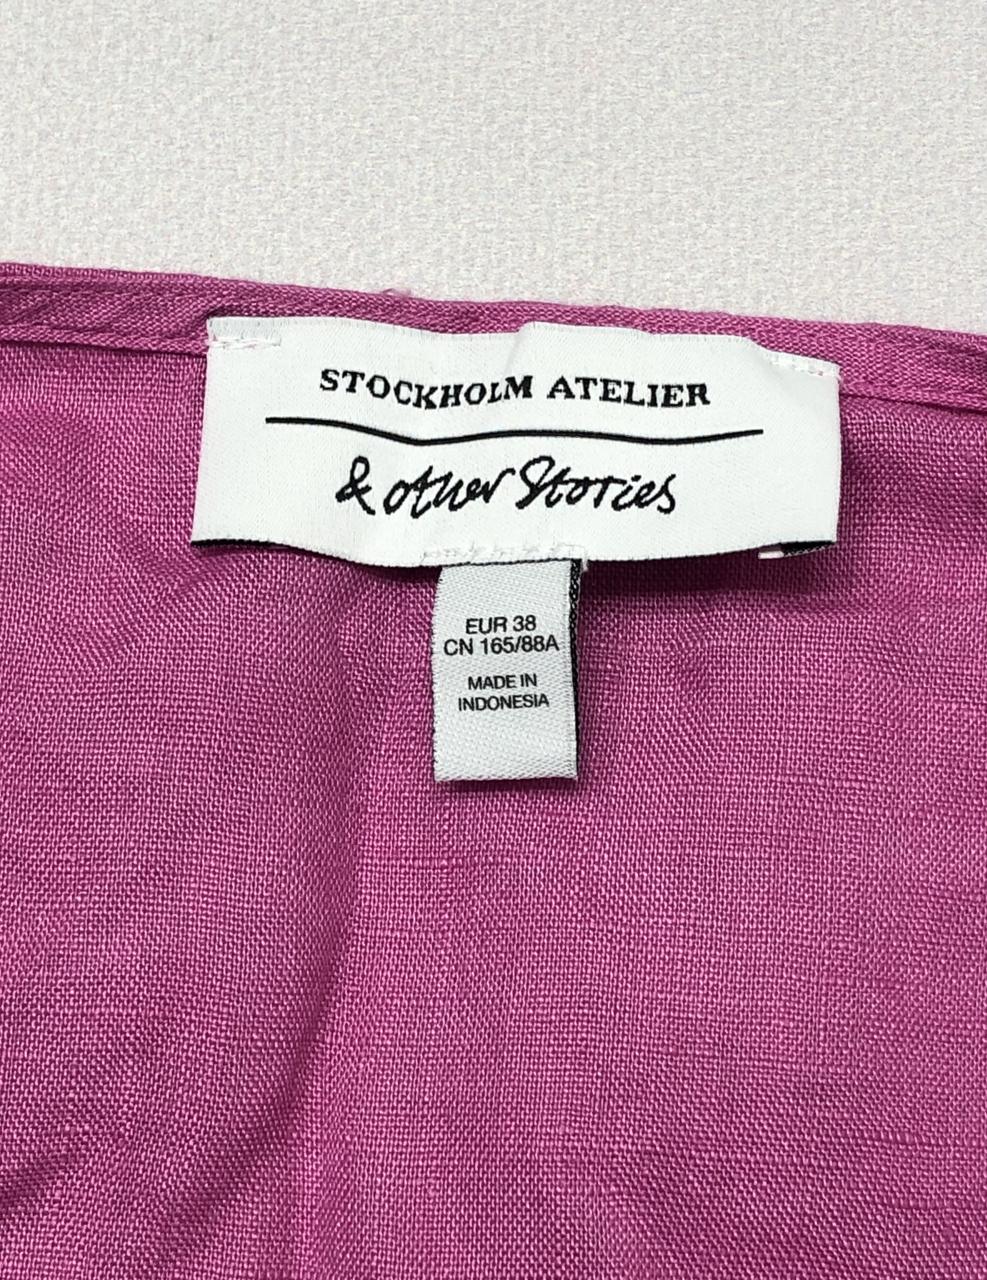 STOCKHOLM ATELIER
& other Stories
EUR 38
CN 165/88A
MADE IN
INDONESIA